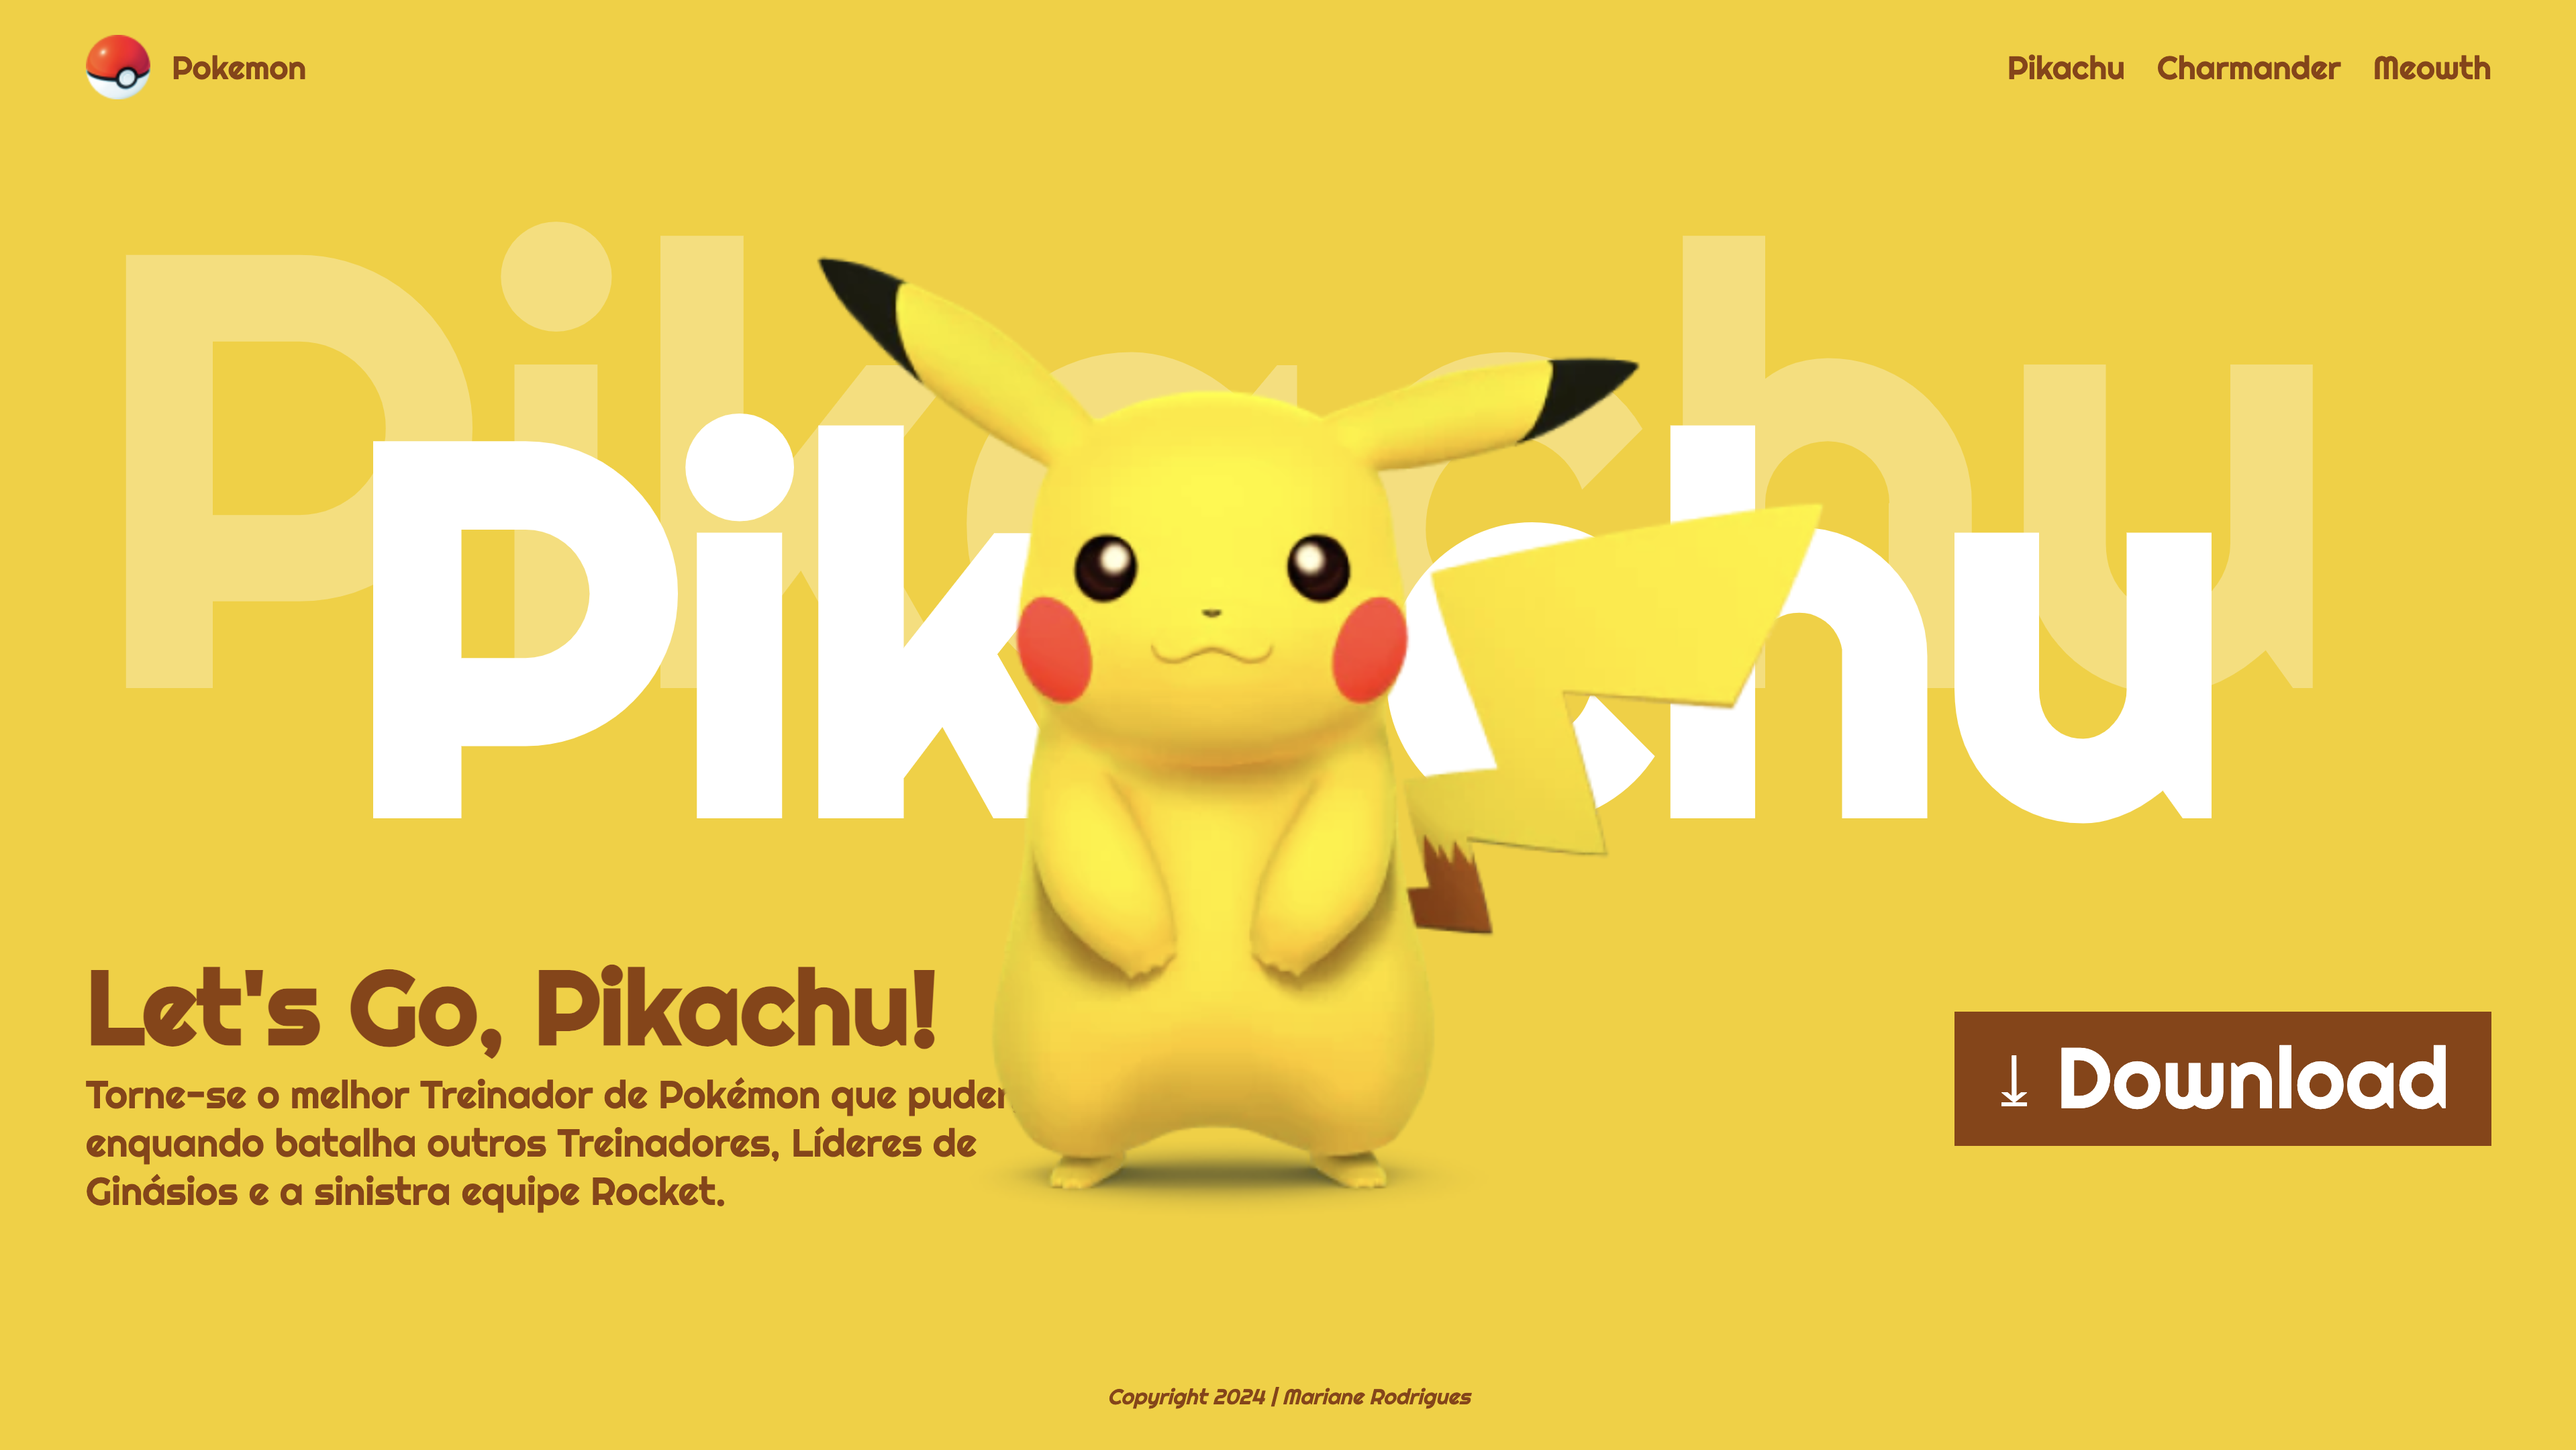 Pokemon
Pikachu Charmander Meowth
Pikachu
Pikachu
Let's Go, Pikachu!
Torne-se o melhor Treinador de Pokémon que puder
enquando batalha outros Treinadores, Líderes de
Ginásios e a sinistra equipe Rocket.
Download
Copyright 2024 | Mariane Rodrigues